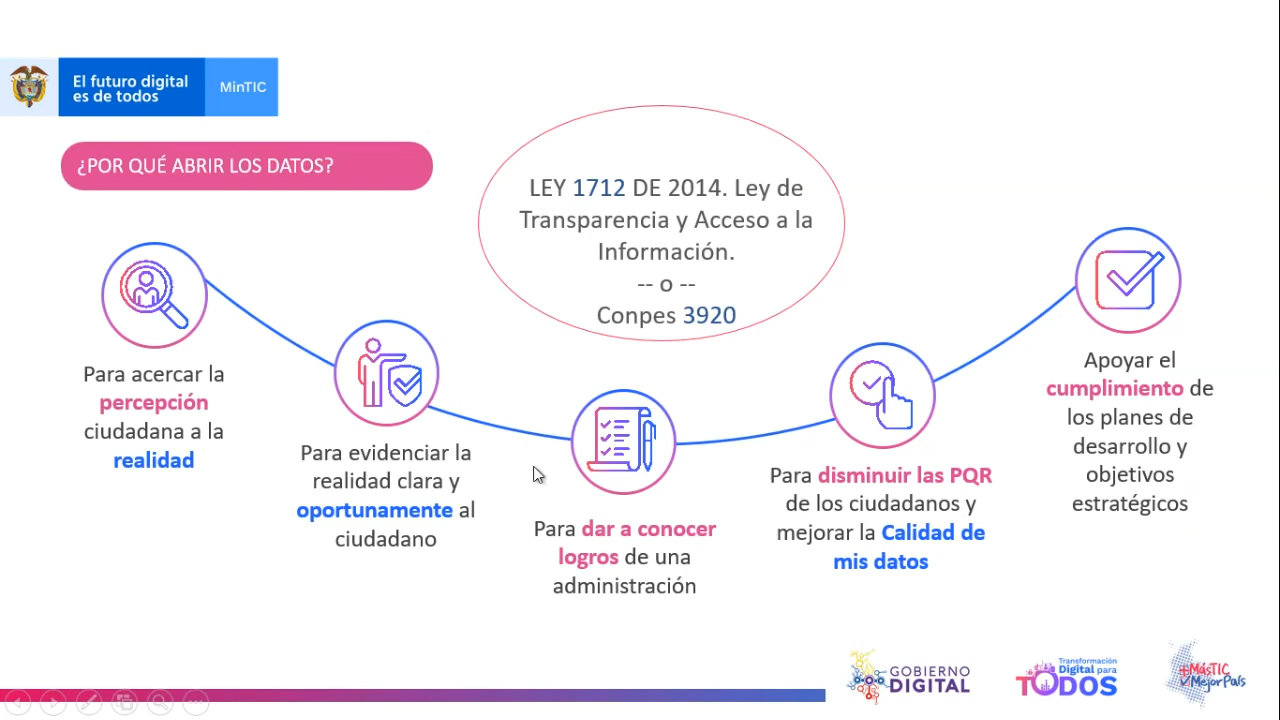 El futuro digital
es de todos
MinTIC
¿POR QUÉ ABRIR LOS DATOS?
LEY 1712 DE 2014. Ley de
Transparencia y Acceso a la
Información.
-- o --
Conpes 3920
Para acercar la
percepción
ciudadana a la
realidad
Para evidenciar la
realidad clara y
oportunamente al
ciudadano
Para dar a conocer
logros de una
administración
Para disminuir las PQR
de los ciudadanos y
mejorar la Calidad de
mis datos
Apoyar el
cumplimiento de
los planes de
desarrollo y
objetivos
estratégicos
GOBIERNO
DIGITAL
Transformación
Digital para
TODOS
+MásTIC
✓MejorPaís